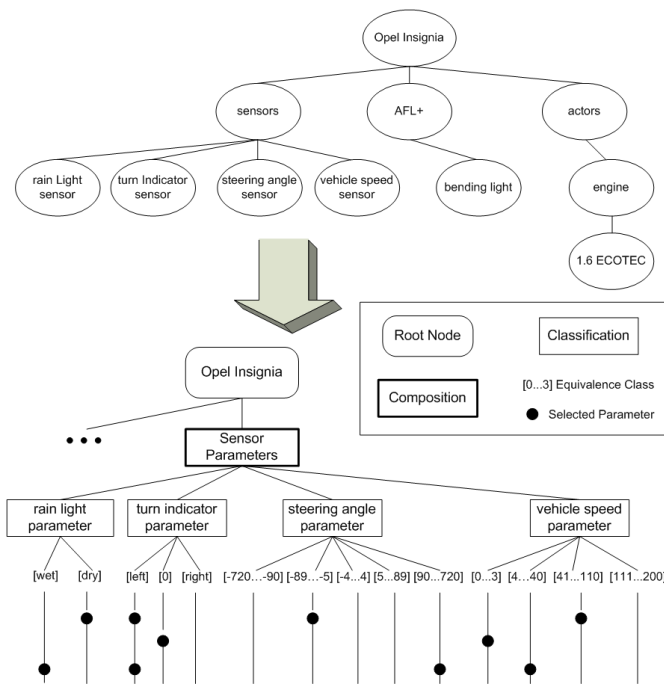 Opel Insignia
sensors
AFL+
actors
rain Light
sensor
turn Indicator
sensor
steering angle
sensor
vehicle speed
sensor
bending light
engine
1.6 ECOTEC
Root Node
Classification
Composition
[0...3] Equivalence Class
Selected Parameter
Opel Insignia
Sensor
Parameters
rain light
parameter
turn indicator
parameter
steering angle
parameter
vehicle speed
parameter
[wet]
[dry]
[left]
[0]
[right]
[-720...-90]
[-89...-5]
[-4...4]
[5...89]
[90...720]
[0...3]
[4...40]
[41...110]
[111...200]